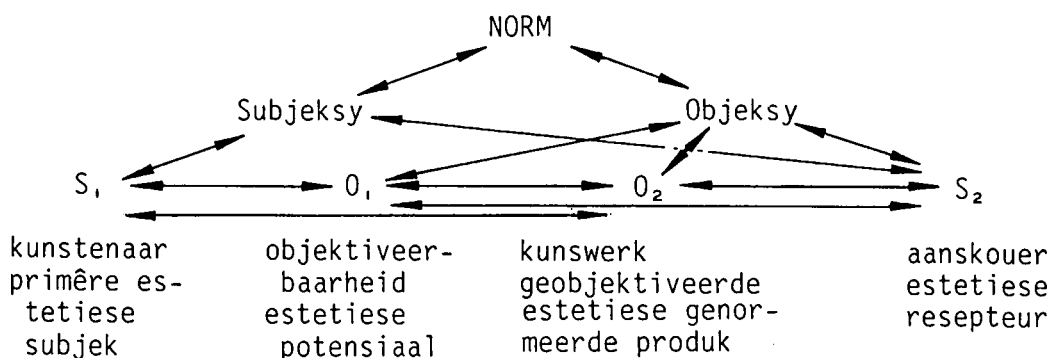 NORM
Subjeksy Objeksy
S₁ O₁ O₂ S₂
kunstenaar
primêre es-
tetiese
subjek
objektiveer-
baarheid
estetiese
potensiaal
kunswerk
geobjektiveerde
estetiese genor-
meerde produk
aanskouer
estetiese
resepteur